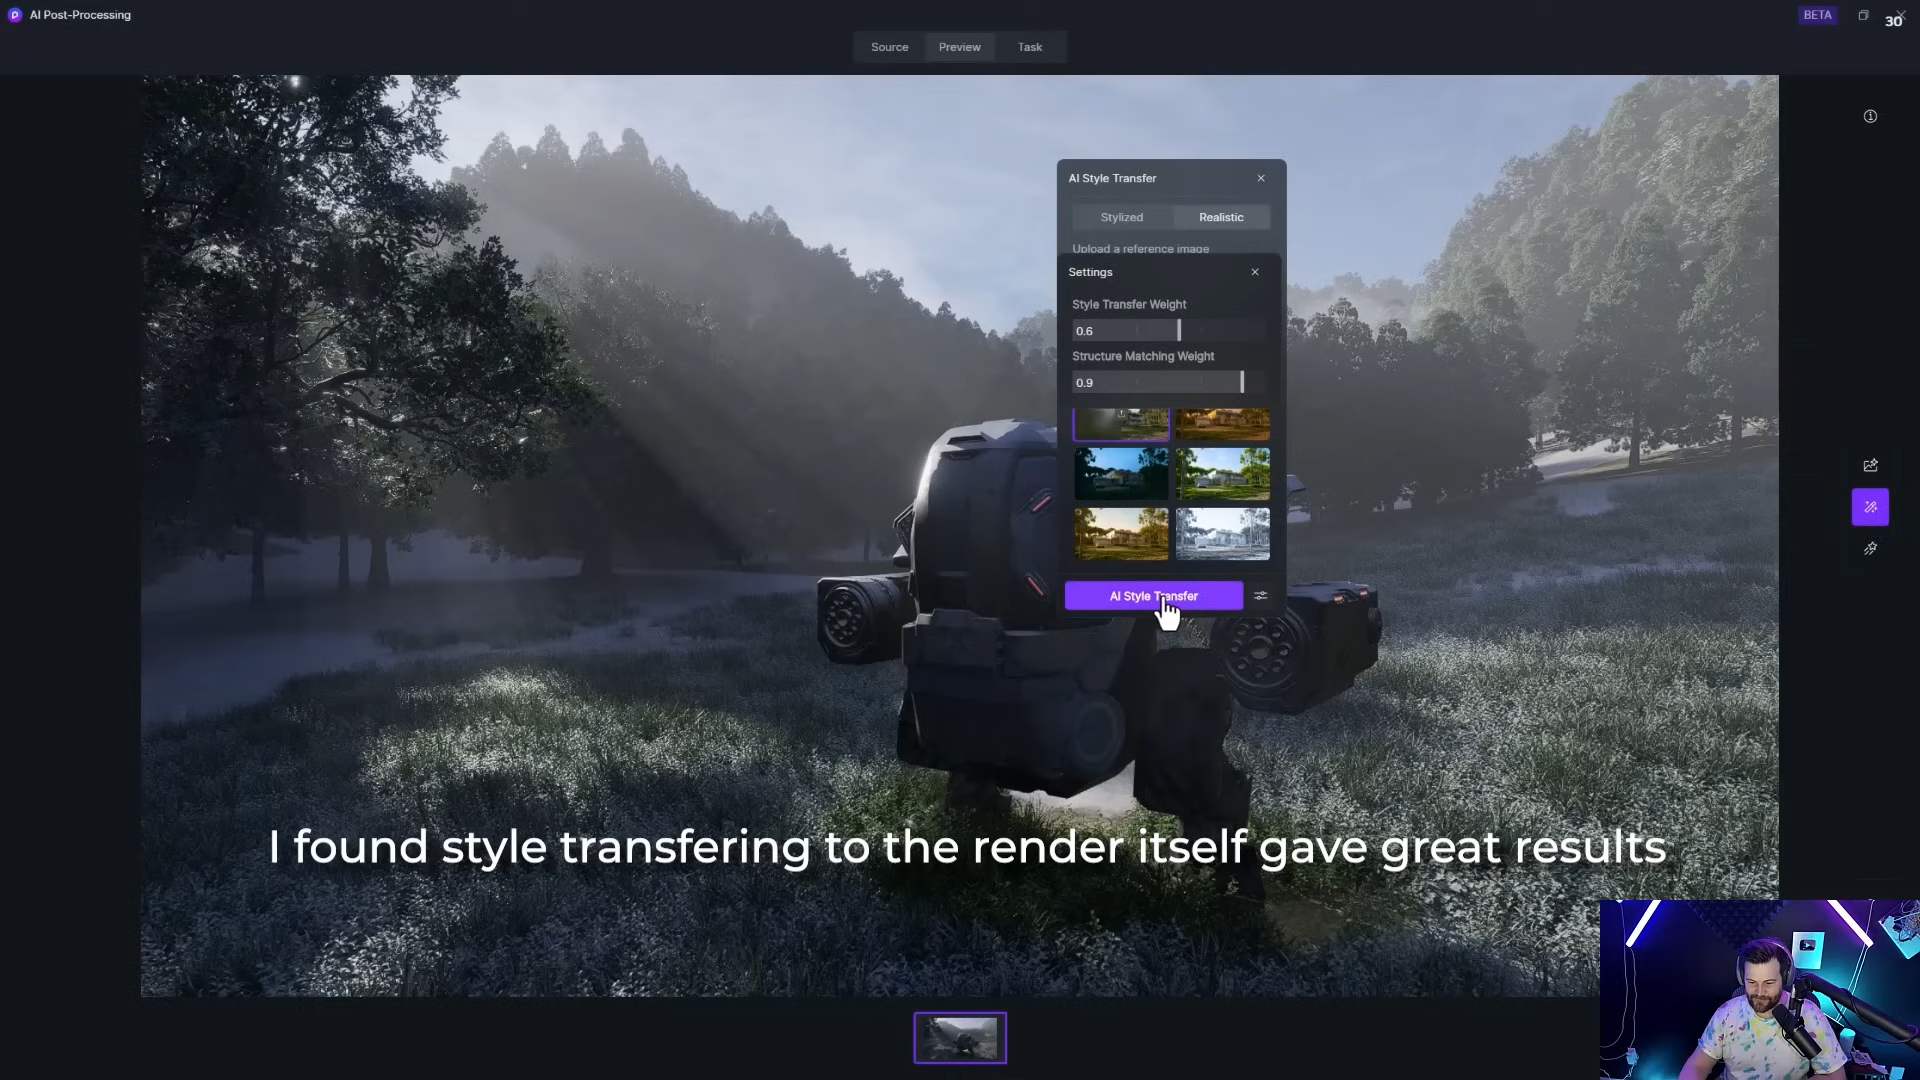 AI Post-Processing
BETA
30
Source Preview Task
AI Style Transfer
Stylized Realistic
Upload a reference image
Settings
Style Transfer Weight
0.6
Structure Matching Weight
0.9
AI Style Transfer
I found style transfering to the render itself gave great results